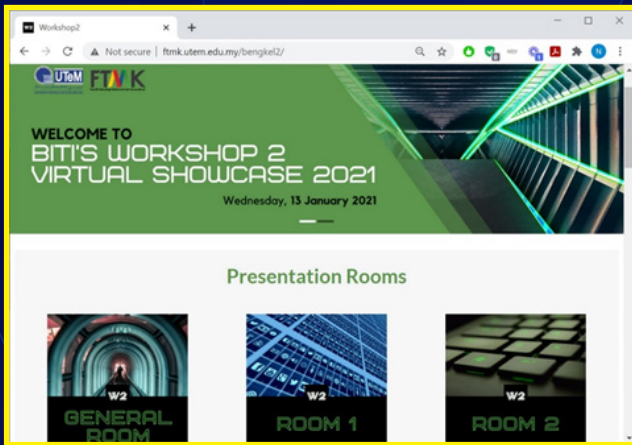 Workshop2
Not secure | ftmk.utem.edu.my/bengkel2/
UTeM FTMK
WELCOME TO
BITI'S WORKSHOP 2
VIRTUAL SHOWCASE 2021
Wednesday, 13 January 2021
Presentation Rooms
W2 W2 W2
GENERAL ROOM 1 ROOM 2
ROOM